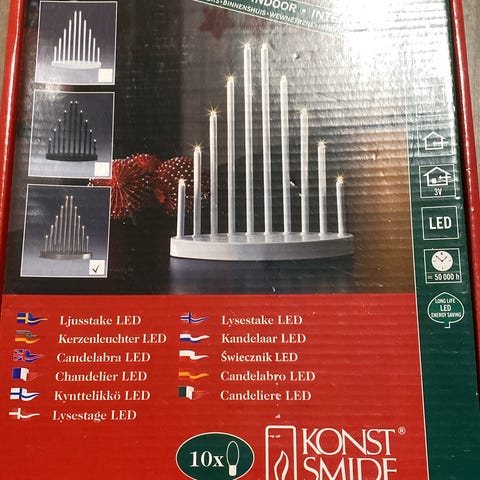 INDOOR
BINNENSHUIS • WEWNĘTRZNE
3V
LED
≈ 50 000 h
LONG LIFE
LED
ENERGY SAVING
Ljusstake LED
Kerzenleuchter LED
Candelabra LED
Chandelier LED
Kynttelikkö LED
Lysestage LED
Lysestake LED
Kandelaar LED
Świecznik LED
Candelabro LED
Candeliere LED
10x
KONST
SMIDE®